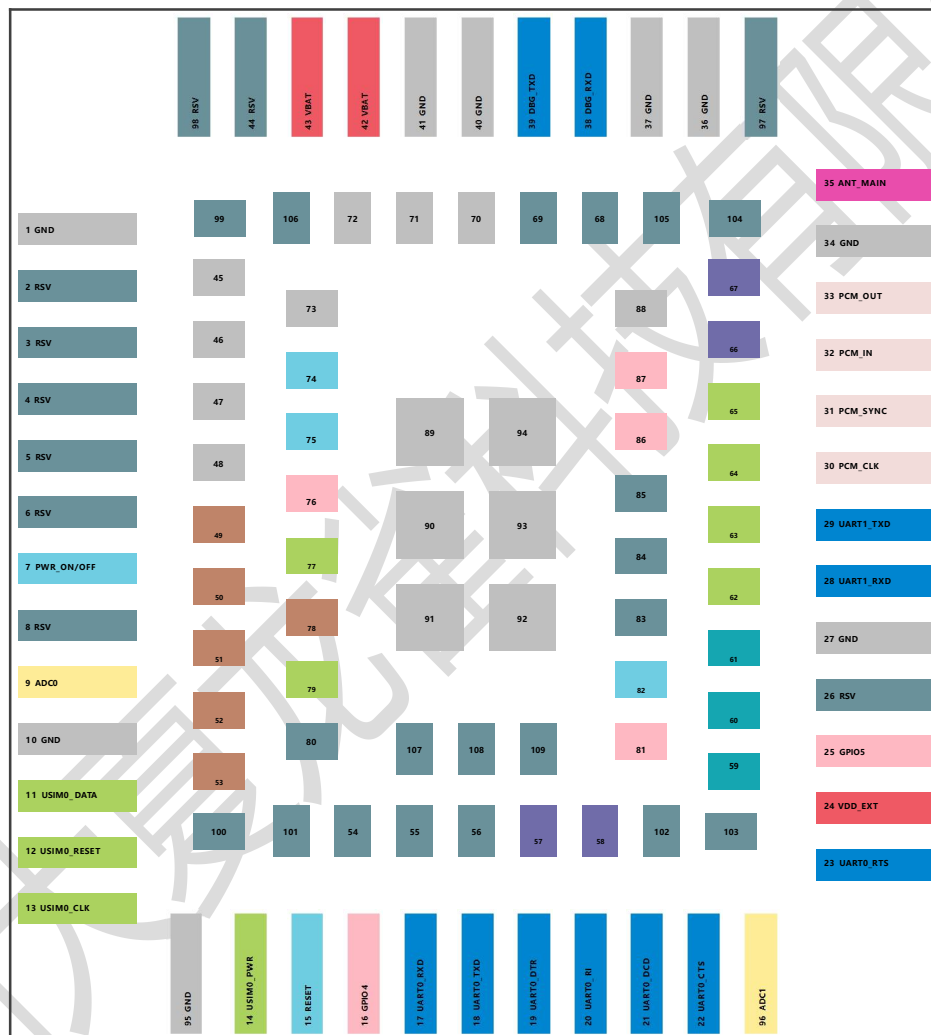 98 RSV
44 RSV
43 VBAT
42 VBAT
41 GND
40 GND
39 DBG_TXD
38 DBG_RXD
37 GND
36 GND
97 RSV
1 GND
2 RSV
3 RSV
4 RSV
5 RSV
6 RSV
7 PWR_ON/OFF
8 RSV
9 ADC0
10 GND
11 USIM0_DATA
12 USIM0_RESET
13 USIM0_CLK
99
106
72
71
70
69
68
105
104
45
46
47
48
49
50
51
52
53
73
74
75
76
77
78
79
80
89
94
90
93
91
92
107
108
109
88
87
86
85
84
83
82
81
67
66
65
64
63
62
61
60
59
100
101
54
55
56
57
58
102
103
35 ANT_MAIN
34 GND
33 PCM_OUT
32 PCM_IN
31 PCM_SYNC
30 PCM_CLK
29 UART1_TXD
28 UART1_RXD
27 GND
26 RSV
25 GPIO5
24 VDD_EXT
23 UART0_RTS
95 GND
14 USIM0_PWR
15 RESET
16 GPIO4
17 UART0_RXD
18 UART0_TXD
19 UART0_DTR
20 UART0_RI
21 UART0_DCD
22 UART0_CTS
96 ADC1
大夏龙雀科技有限